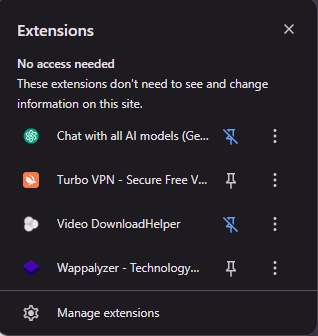 Extensions
No access needed
These extensions don't need to see and change
information on this site.
Chat with all AI models (Ge...
Turbo VPN - Secure Free V...
Video DownloadHelper
Wappalyzer - Technology...
Manage extensions